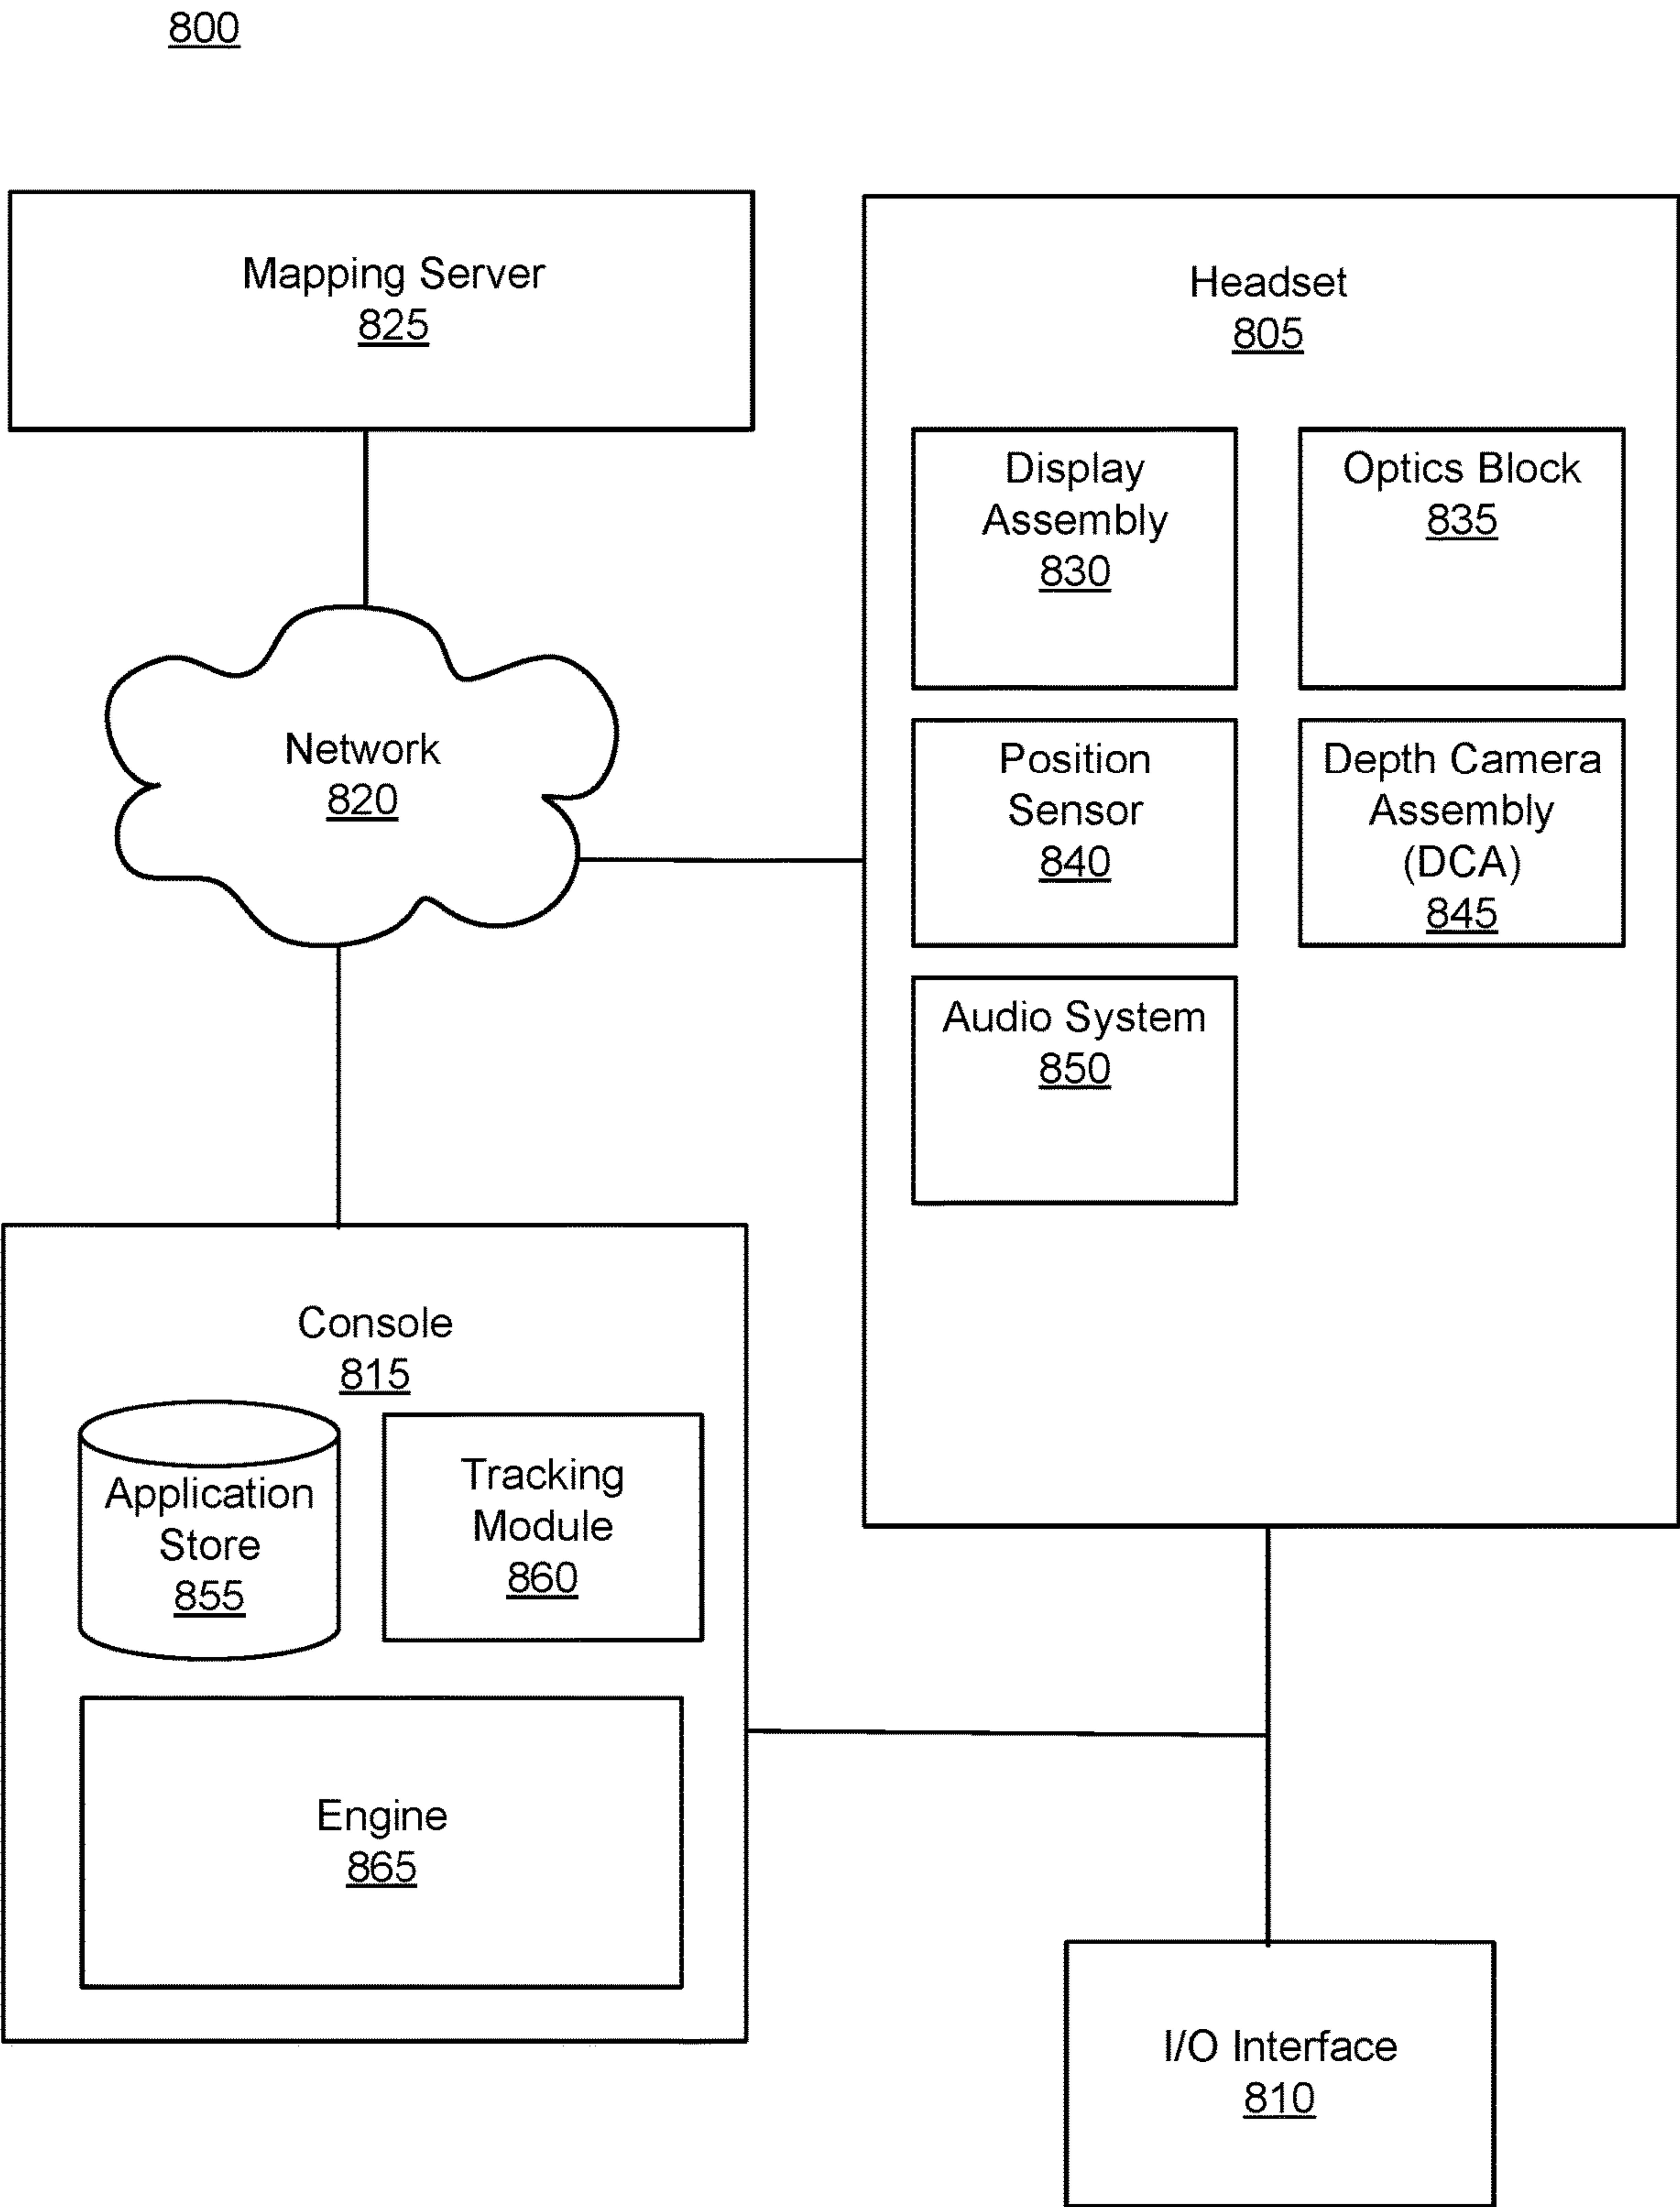 800
Mapping Server
825
Headset
805
Display
Assembly
830
Optics Block
835
Position
Sensor
840
Depth Camera
Assembly
(DCA)
845
Audio System
850
Network
820
Console
815
Application
Store
855
Tracking
Module
860
Engine
865
I/O Interface
810